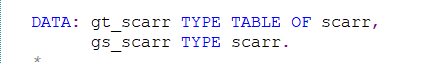 DATA: gt_scarr TYPE TABLE OF scarr,
gs_scarr TYPE scarr.
*